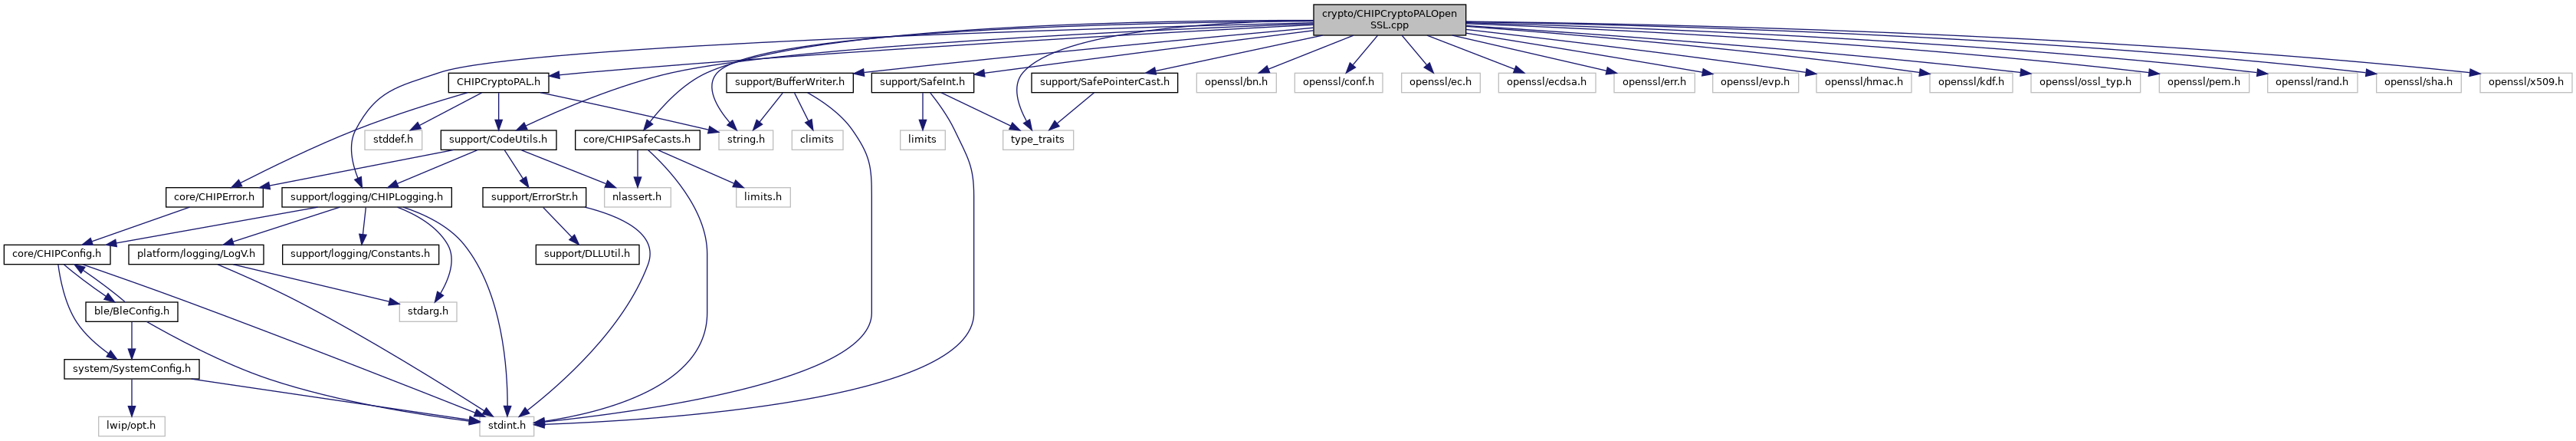 crypto/CHIPCryptoPALOpen
SSL.cpp
CHIPCryptoPAL.h
support/BufferWriter.h
support/SafeInt.h
support/SafePointerCast.h
openssl/bn.h
openssl/conf.h
openssl/ec.h
openssl/ecdsa.h
openssl/err.h
openssl/evp.h
openssl/hmac.h
openssl/kdf.h
openssl/ossl_typ.h
openssl/pem.h
openssl/rand.h
openssl/sha.h
openssl/x509.h
stddef.h
support/CodeUtils.h
core/CHIPSafeCasts.h
string.h
climits
limits
type_traits
core/CHIPError.h
support/logging/CHIPLogging.h
support/ErrorStr.h
nlassert.h
limits.h
core/CHIPConfig.h
platform/logging/LogV.h
support/logging/Constants.h
support/DLLUtil.h
ble/BleConfig.h
stdarg.h
system/SystemConfig.h
lwip/opt.h
stdint.h